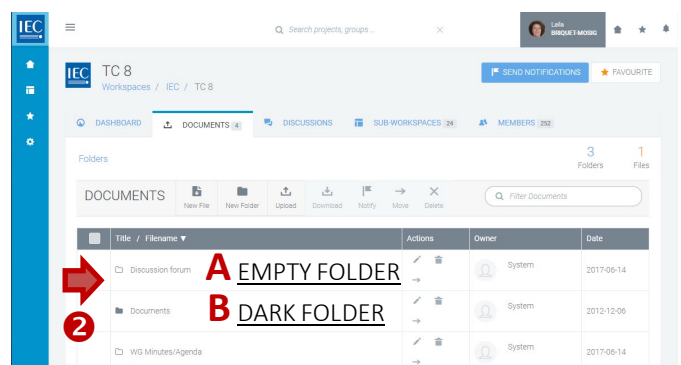 IEC
Search projects, groups ...
Leila
BRIQUET-MOSIG
IEC
TC 8
Workspaces / IEC / TC 8
SEND NOTIFICATIONS
FAVOURITE
DASHBOARD
DOCUMENTS 4
DISCUSSIONS
SUB-WORKSPACES 24
MEMBERS 252
Folders
3
Folders
1
Files
DOCUMENTS
New File
New Folder
Upload
Download
Notify
Move
Delete
Filter Documents
Title / Filename ▼
Actions
Owner
Date
Discussion forum
A EMPTY FOLDER
System
2017-06-14
2
Documents
B DARK FOLDER
System
2012-12-06
WG Minutes/Agenda
System
2017-06-14